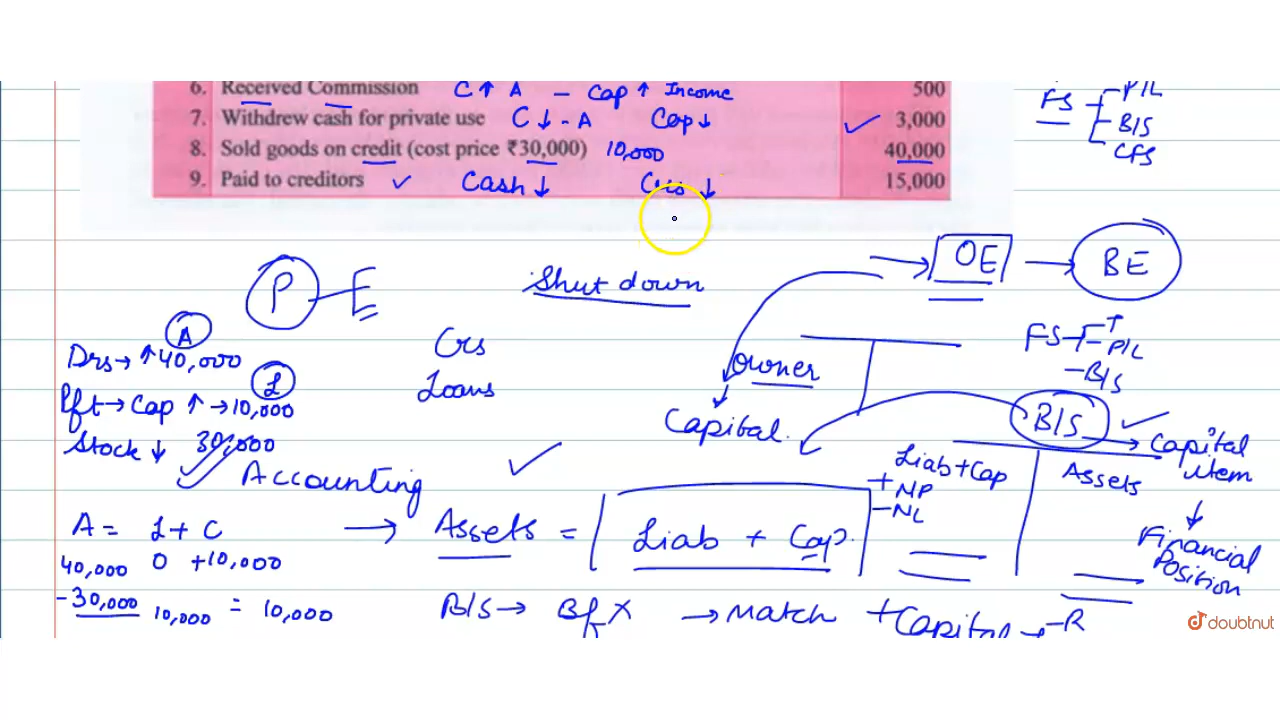 6. Received Commission C↑ A - Cap ↑ Income 500
7. Withdrew cash for private use C↓ - A Cap↓ ✓ 3,000
8. Sold goods on credit (cost price ₹30,000) 10,000 40,000
9. Paid to creditors ✓ Cash ↓ Crs ↓ 15,000
FS P/L
B/S
CFS
P E
Shut down
→ OE → BE
A
Drs → ↑ 40,000
L
Pft → Cap ↑ → 10,000
Stock ↓ 30,000
Crs
Loans
owner
Capital.
FS P/L
- B/S
B/S ✓
→ Capital item
↓
Financial Position
Liab + Cap
+ NP
- NL
Assets
Accounting ✓
A = L + C → Assets = Liab + Cap.
40,000 0 +10,000
-30,000
10,000 = 10,000
B/S → → Match + Capital → -R
doubtnut